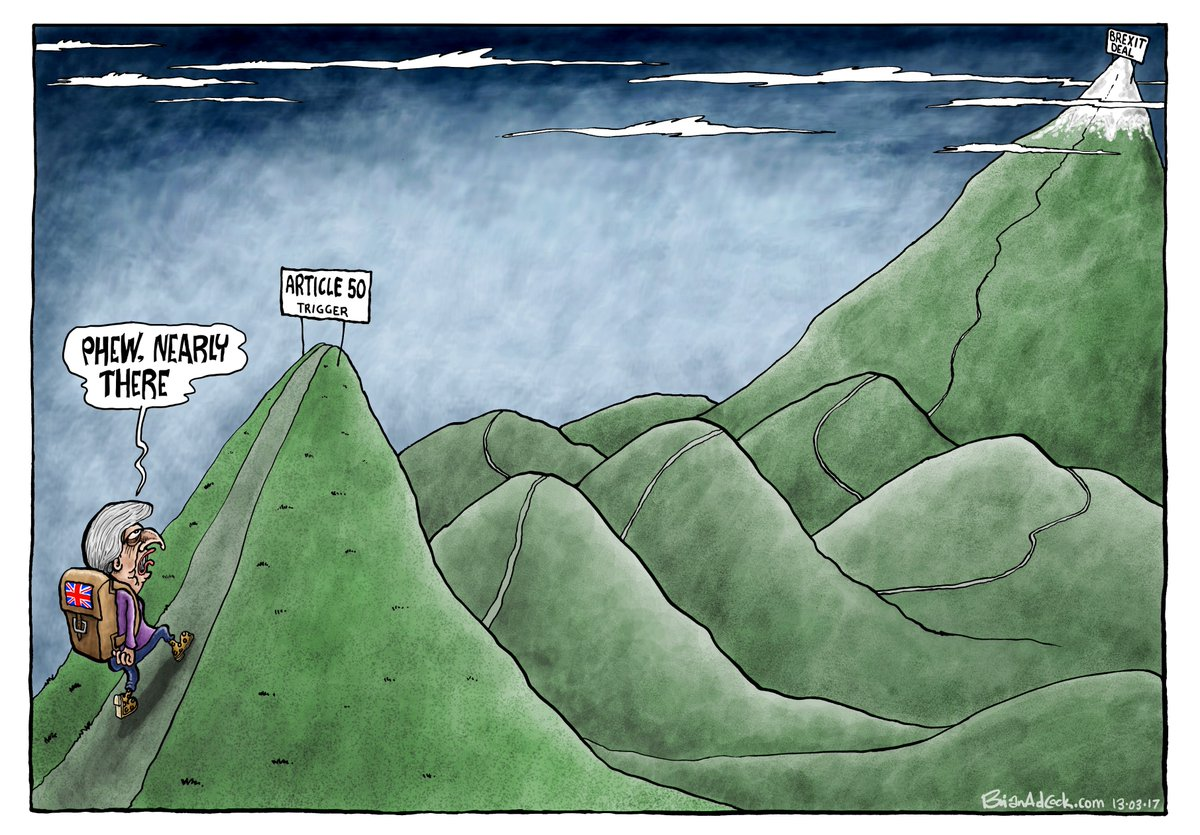 BREXIT
DEAL
ARTICLE 50
TRIGGER
PHEW, NEARLY
THERE
BrianAdcock.com 13·03·17